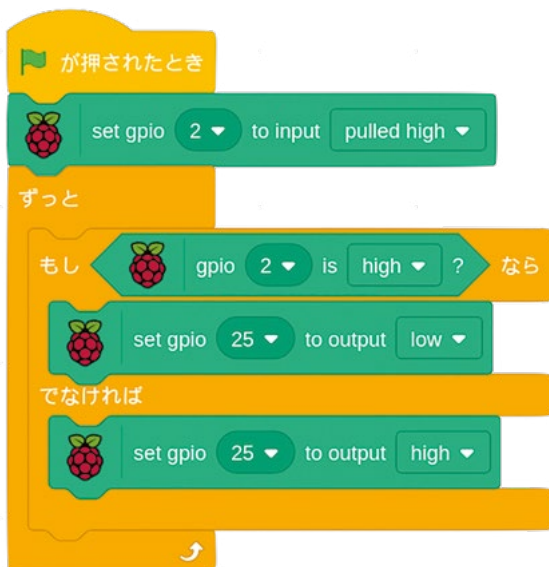 が押されたとき
set gpio 2 to input pulled high
ずっと
もし gpio 2 is high ? なら
set gpio 25 to output low
でなければ
set gpio 25 to output high